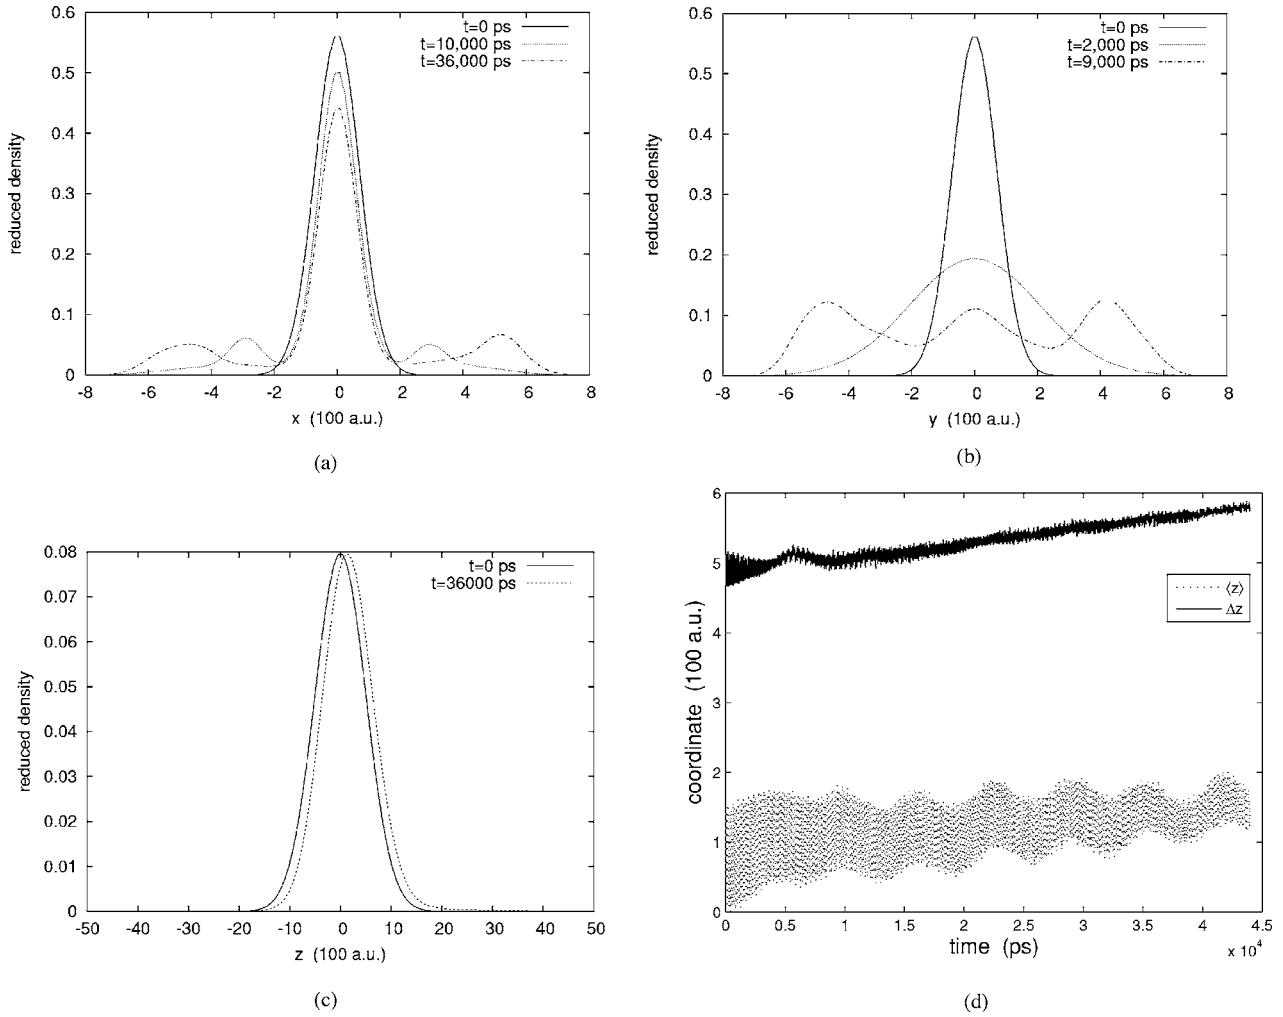 0.6
0.5
0.4
0.3
0.2
0.1
0
reduced density
t=0 ps
t=10,000 ps
t=36,000 ps
-8 -6 -4 -2 0 2 4 6 8
x (100 a.u.)
(a)
0.6
0.5
0.4
0.3
0.2
0.1
0
reduced density
t=0 ps
t=2,000 ps
t=9,000 ps
-8 -6 -4 -2 0 2 4 6 8
y (100 a.u.)
(b)
0.08
0.07
0.06
0.05
0.04
0.03
0.02
0.01
0
reduced density
t=0 ps
t=36000 ps
-50 -40 -30 -20 -10 0 10 20 30 40 50
z (100 a.u.)
(c)
6
5
4
3
2
1
0
coordinate (100 a.u.)
⟨z⟩
Δz
0 0.5 1 1.5 2 2.5 3 3.5 4 4.5
time (ps)
x 10⁴
(d)